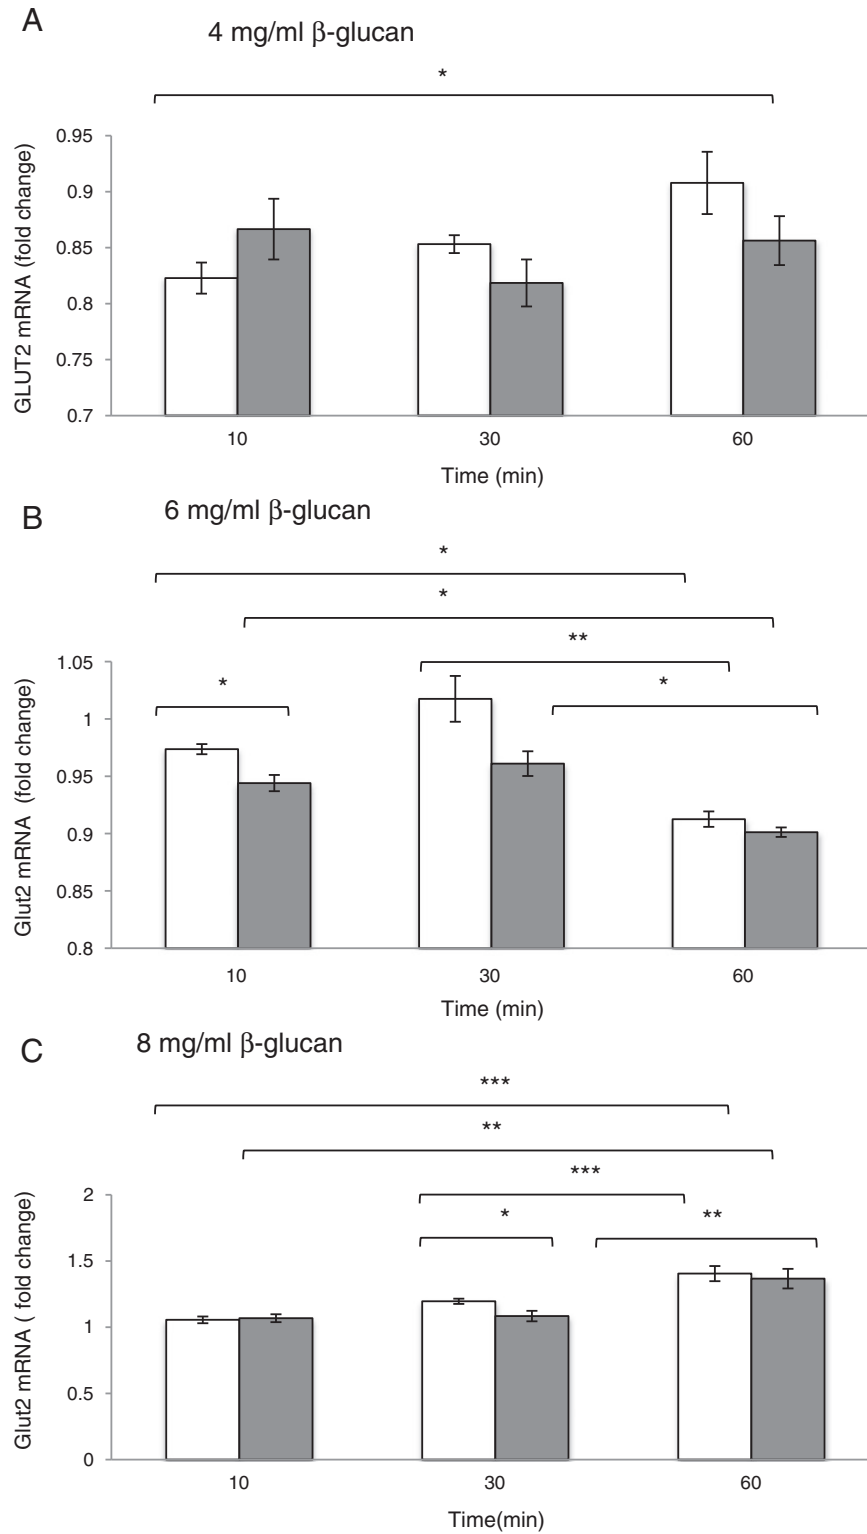 A
4 mg/ml β-glucan
*
GLUT2 mRNA (fold change)
0.95
0.9
0.85
0.8
0.75
0.7
10 30 60
Time (min)
B
6 mg/ml β-glucan
*
*
**
*
*
Glut2 mRNA (fold change)
1.05
1
0.95
0.9
0.85
0.8
10 30 60
Time (min)
C
8 mg/ml β-glucan
***
**
***
*
**
Glut2 mRNA ( fold change)
2
1.5
1
0.5
0
10 30 60
Time(min)